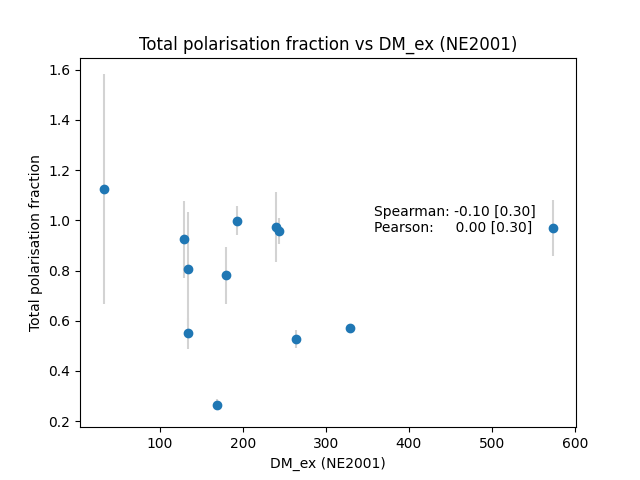 Total polarisation fraction vs DM_ex (NE2001)
1.6
1.4
1.2
1.0
0.8
0.6
0.4
0.2
Total polarisation fraction
Spearman: -0.10 [0.30]
Pearson: 0.00 [0.30]
100 200 300 400 500 600
DM_ex (NE2001)